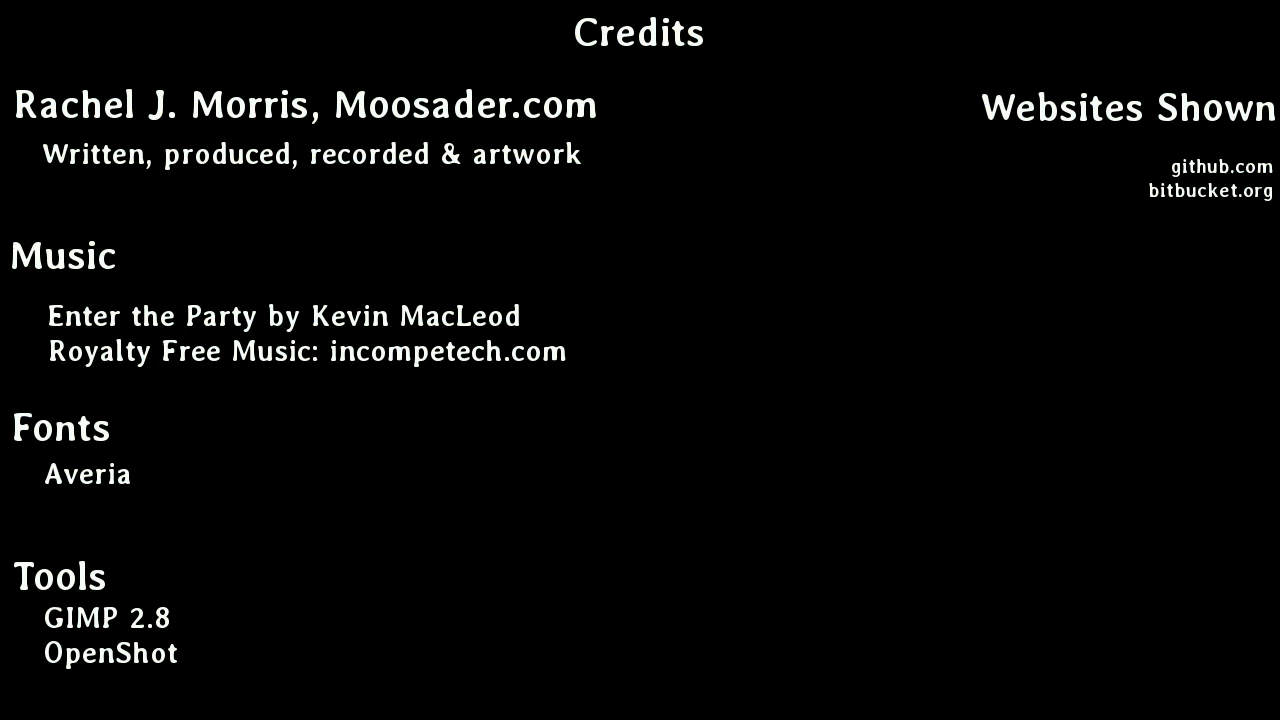 Credits
Rachel J. Morris, Moosader.com
Written, produced, recorded & artwork
Websites Shown
github.com
bitbucket.org
Music
Enter the Party by Kevin MacLeod
Royalty Free Music: incompetech.com
Fonts
Averia
Tools
GIMP 2.8
OpenShot